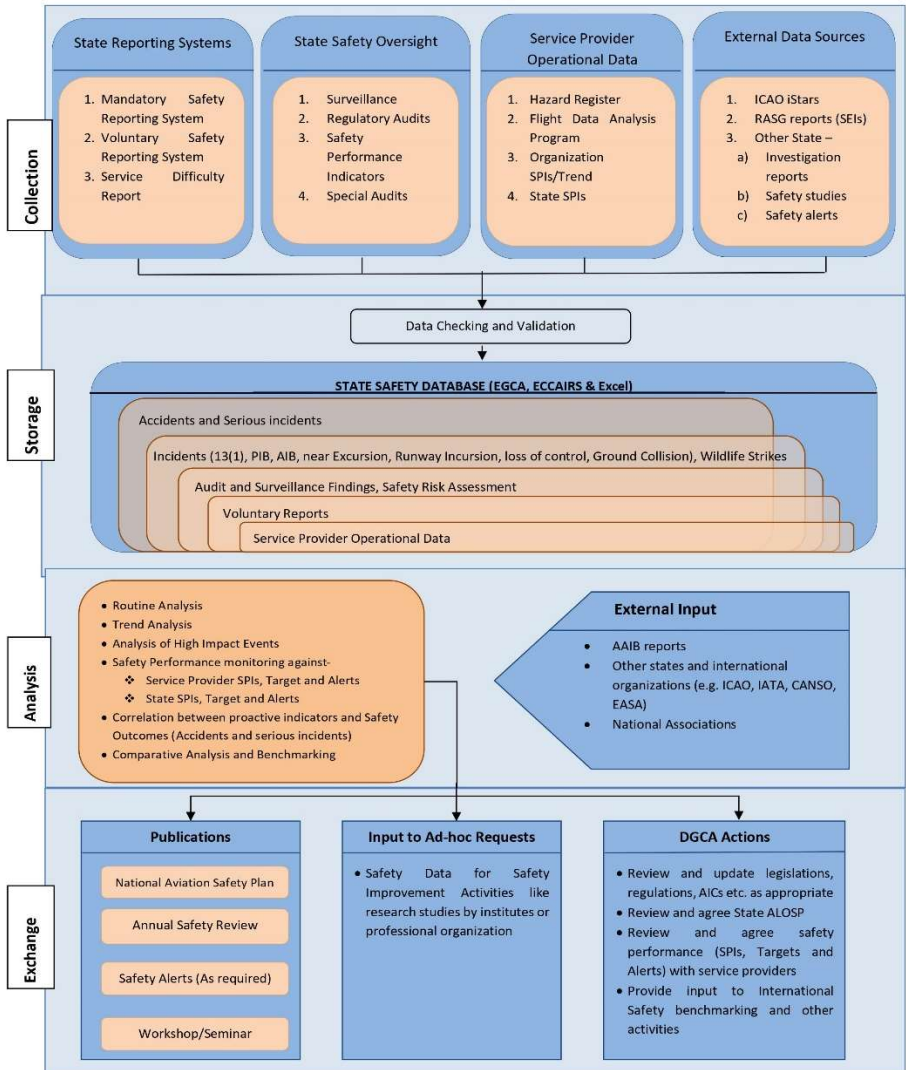 Collection
State Reporting Systems
1. Mandatory Safety
Reporting System
2. Voluntary Safety
Reporting System
3. Service Difficulty
Report
State Safety Oversight
1. Surveillance
2. Regulatory Audits
3. Safety
Performance
Indicators
4. Special Audits
Service Provider
Operational Data
1. Hazard Register
2. Flight Data Analysis
Program
3. Organization
SPIs/Trend
4. State SPIs
External Data Sources
1. ICAO iStars
2. RASG reports (SEIs)
3. Other State –
a) Investigation
reports
b) Safety studies
c) Safety alerts
Storage
Data Checking and Validation
STATE SAFETY DATABASE (EGCA, ECCAIRS & Excel)
Accidents and Serious incidents
Incidents (13(1), PIB, AIB, near Excursion, Runway Incursion, loss of control, Ground Collision), Wildlife Strikes
Audit and Surveillance Findings, Safety Risk Assessment
Voluntary Reports
Service Provider Operational Data
Analysis
• Routine Analysis
• Trend Analysis
• Analysis of High Impact Events
• Safety Performance monitoring against-
❖ Service Provider SPIs, Target and Alerts
❖ State SPIs, Target and Alerts
• Correlation between proactive indicators and Safety
Outcomes (Accidents and serious incidents)
• Comparative Analysis and Benchmarking
External Input
• AAIB reports
• Other states and international
organizations (e.g. ICAO, IATA, CANSO,
EASA)
• National Associations
Exchange
Publications
National Aviation Safety Plan
Annual Safety Review
Safety Alerts (As required)
Workshop/Seminar
Input to Ad-hoc Requests
• Safety Data for Safety
Improvement Activities like
research studies by institutes or
professional organization
DGCA Actions
• Review and update legislations,
regulations, AICs etc. as appropriate
• Review and agree State ALOSP
• Review and agree safety
performance (SPIs, Targets and
Alerts) with service providers
• Provide input to International
Safety benchmarking and other
activities